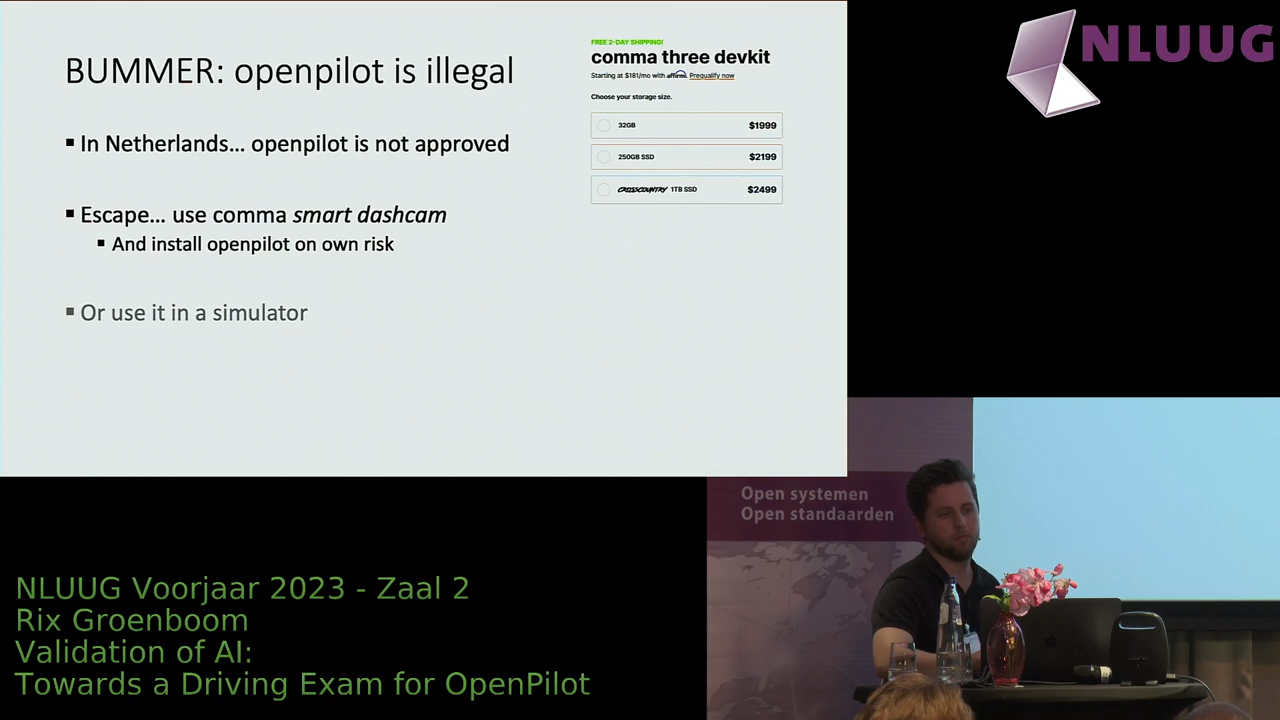 BUMMER: openpilot is illegal
▪ In Netherlands... openpilot is not approved
▪ Escape... use comma smart dashcam
▪ And install openpilot on own risk
▪ Or use it in a simulator
FREE 2-DAY SHIPPING!
comma three devkit
Starting at $181/mo with affirm. Prequalify now
Choose your storage size.
32GB $1999
250GB SSD $2199
CROSSCOUNTRY 1TB SSD $2499
NLUUG
Open systemen
Open standaarden
NLUUG Voorjaar 2023 - Zaal 2
Rix Groenboom
Validation of AI:
Towards a Driving Exam for OpenPilot